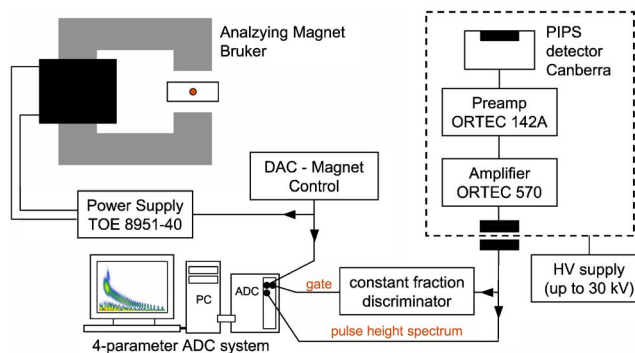 Analzying Magnet
Bruker
PIPS
detector
Canberra
Preamp
ORTEC 142A
Amplifier
ORTEC 570
DAC - Magnet
Control
Power Supply
TOE 8951-40
HV supply
(up to 30 kV)
PC
ADC
gate
constant fraction
discriminator
pulse height spectrum
4-parameter ADC system